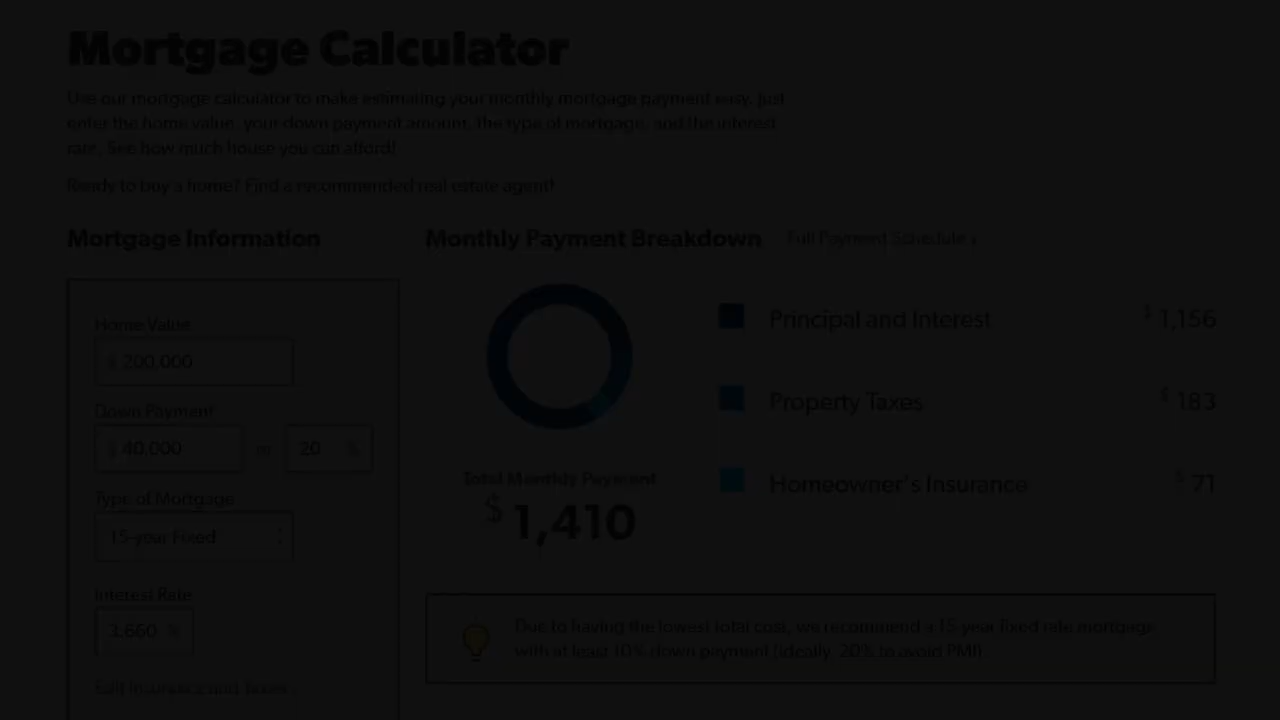 Mortgage Calculator
Use our mortgage calculator to make estimating your monthly mortgage payment easy. Just
enter the home value, your down payment amount, the type of mortgage, and the interest
rate. See how much house you can afford!
Ready to buy a home? Find a recommended real estate agent!
Mortgage Information
Monthly Payment Breakdown
Full Payment Schedule ›
Home Value
$ 200,000
Down Payment
$ 40,000 or 20 %
Type of Mortgage
15-year Fixed
Interest Rate
3.660 %
Edit Insurance and Taxes
Total Monthly Payment
$ 1,410
Principal and Interest $ 1,156
Property Taxes $ 183
Homeowner's Insurance $ 71
Due to having the lowest total cost, we recommend a 15-year fixed rate mortgage
with at least 10% down payment (ideally, 20% to avoid PMI)